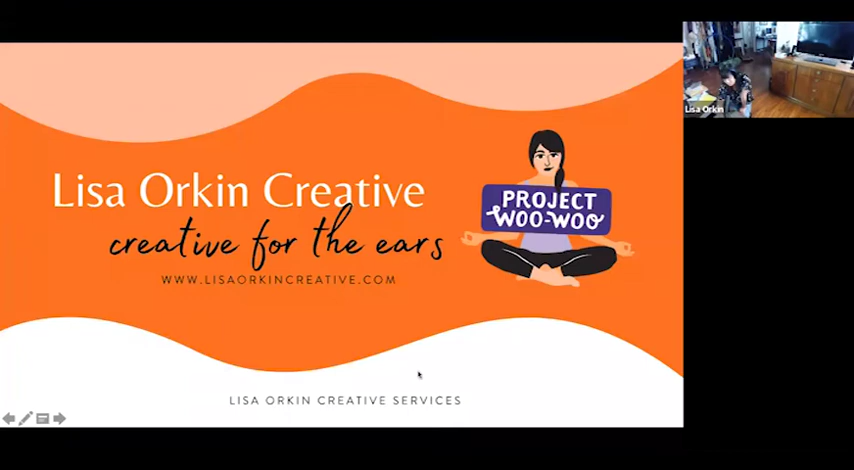 Lisa Orkin Creative
creative for the ears
WWW.LISAORKINCREATIVE.COM
PROJECT
WOO-WOO
LISA ORKIN CREATIVE SERVICES
Lisa Orkin